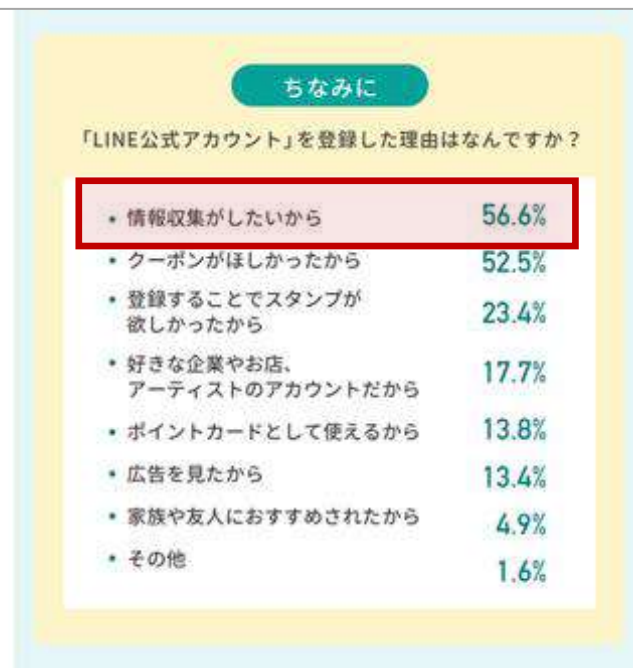 ちなみに
「LINE公式アカウント」を登録した理由はなんですか？
・情報収集がしたいから 56.6%
・クーポンがほしかったから 52.5%
・登録することでスタンプが
欲しかったから 23.4%
・好きな企業やお店、
アーティストのアカウントだから 17.7%
・ポイントカードとして使えるから 13.8%
・広告を見たから 13.4%
・家族や友人におすすめされたから 4.9%
・その他 1.6%